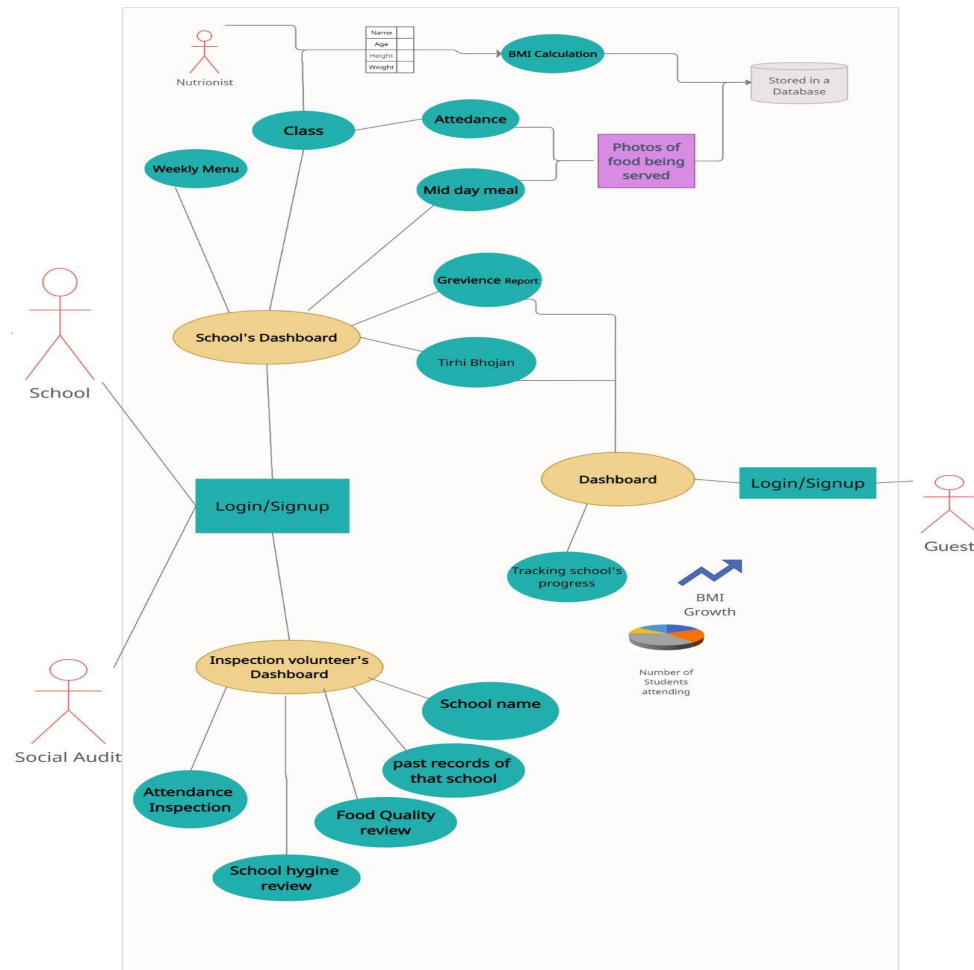 Nutrionist
Name
Age
Height
Weight
BMI Calculation
Stored in a
Database
Class
Attedance
Photos of
food being
served
Weekly Menu
Mid day meal
Grevience Report
School's Dashboard
Tirhi Bhojan
School
Login/Signup
Dashboard
Login/Signup
Guest
Tracking school's
progress
BMI
Growth
Number of
Students
attending
Inspection volunteer's
Dashboard
School name
Social Audit
past records of
that school
Attendance
Inspection
Food Quality
review
School hygine
review